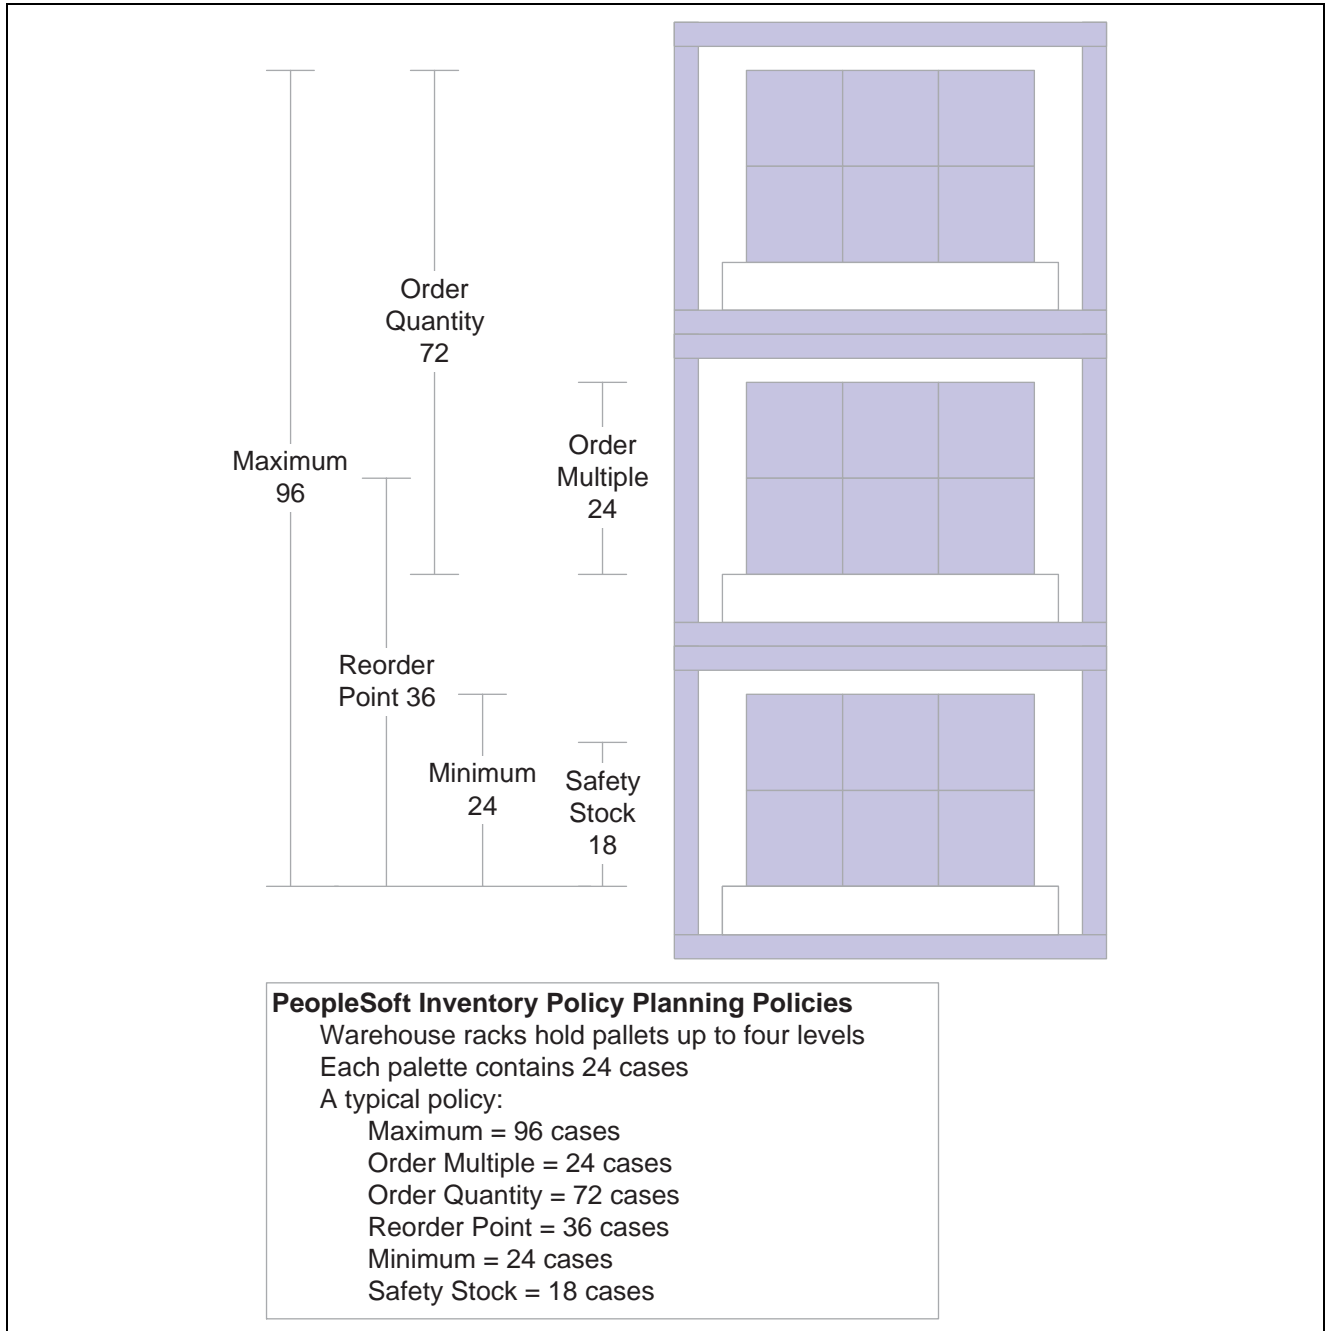 Order
Quantity
72
Maximum
96
Order
Multiple
24
Reorder
Point 36
Minimum
24
Safety
Stock
18
PeopleSoft Inventory Policy Planning Policies
Warehouse racks hold pallets up to four levels
Each palette contains 24 cases
A typical policy:
Maximum = 96 cases
Order Multiple = 24 cases
Order Quantity = 72 cases
Reorder Point = 36 cases
Minimum = 24 cases
Safety Stock = 18 cases